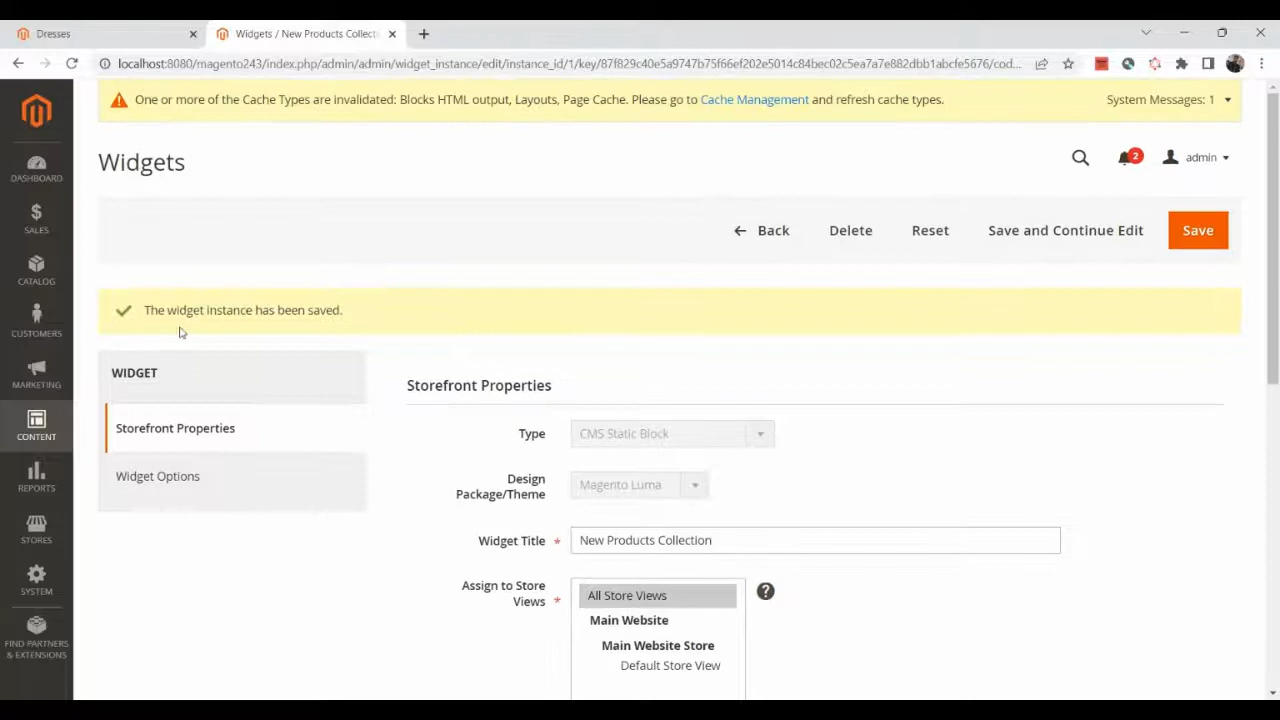 Dresses
Widgets / New Products Collecti
localhost:8080/magento243/index.php/admin/admin/widget_instance/edit/instance_id/1/key/87f829c40e5a9747b75f66ef202e5014c84bec02c5ea7a7e882dbb1abcfe5676/cod...
One or more of the Cache Types are invalidated: Blocks HTML output, Layouts, Page Cache. Please go to Cache Management and refresh cache types.
System Messages: 1
Widgets
2
admin
DASHBOARD
SALES
CATALOG
CUSTOMERS
MARKETING
CONTENT
REPORTS
STORES
SYSTEM
FIND PARTNERS
& EXTENSIONS
Back
Delete
Reset
Save and Continue Edit
Save
The widget instance has been saved.
WIDGET
Storefront Properties
Widget Options
Storefront Properties
Type
CMS Static Block
Design
Package/Theme
Magento Luma
Widget Title *
New Products Collection
Assign to Store
Views *
All Store Views
Main Website
Main Website Store
Default Store View
?